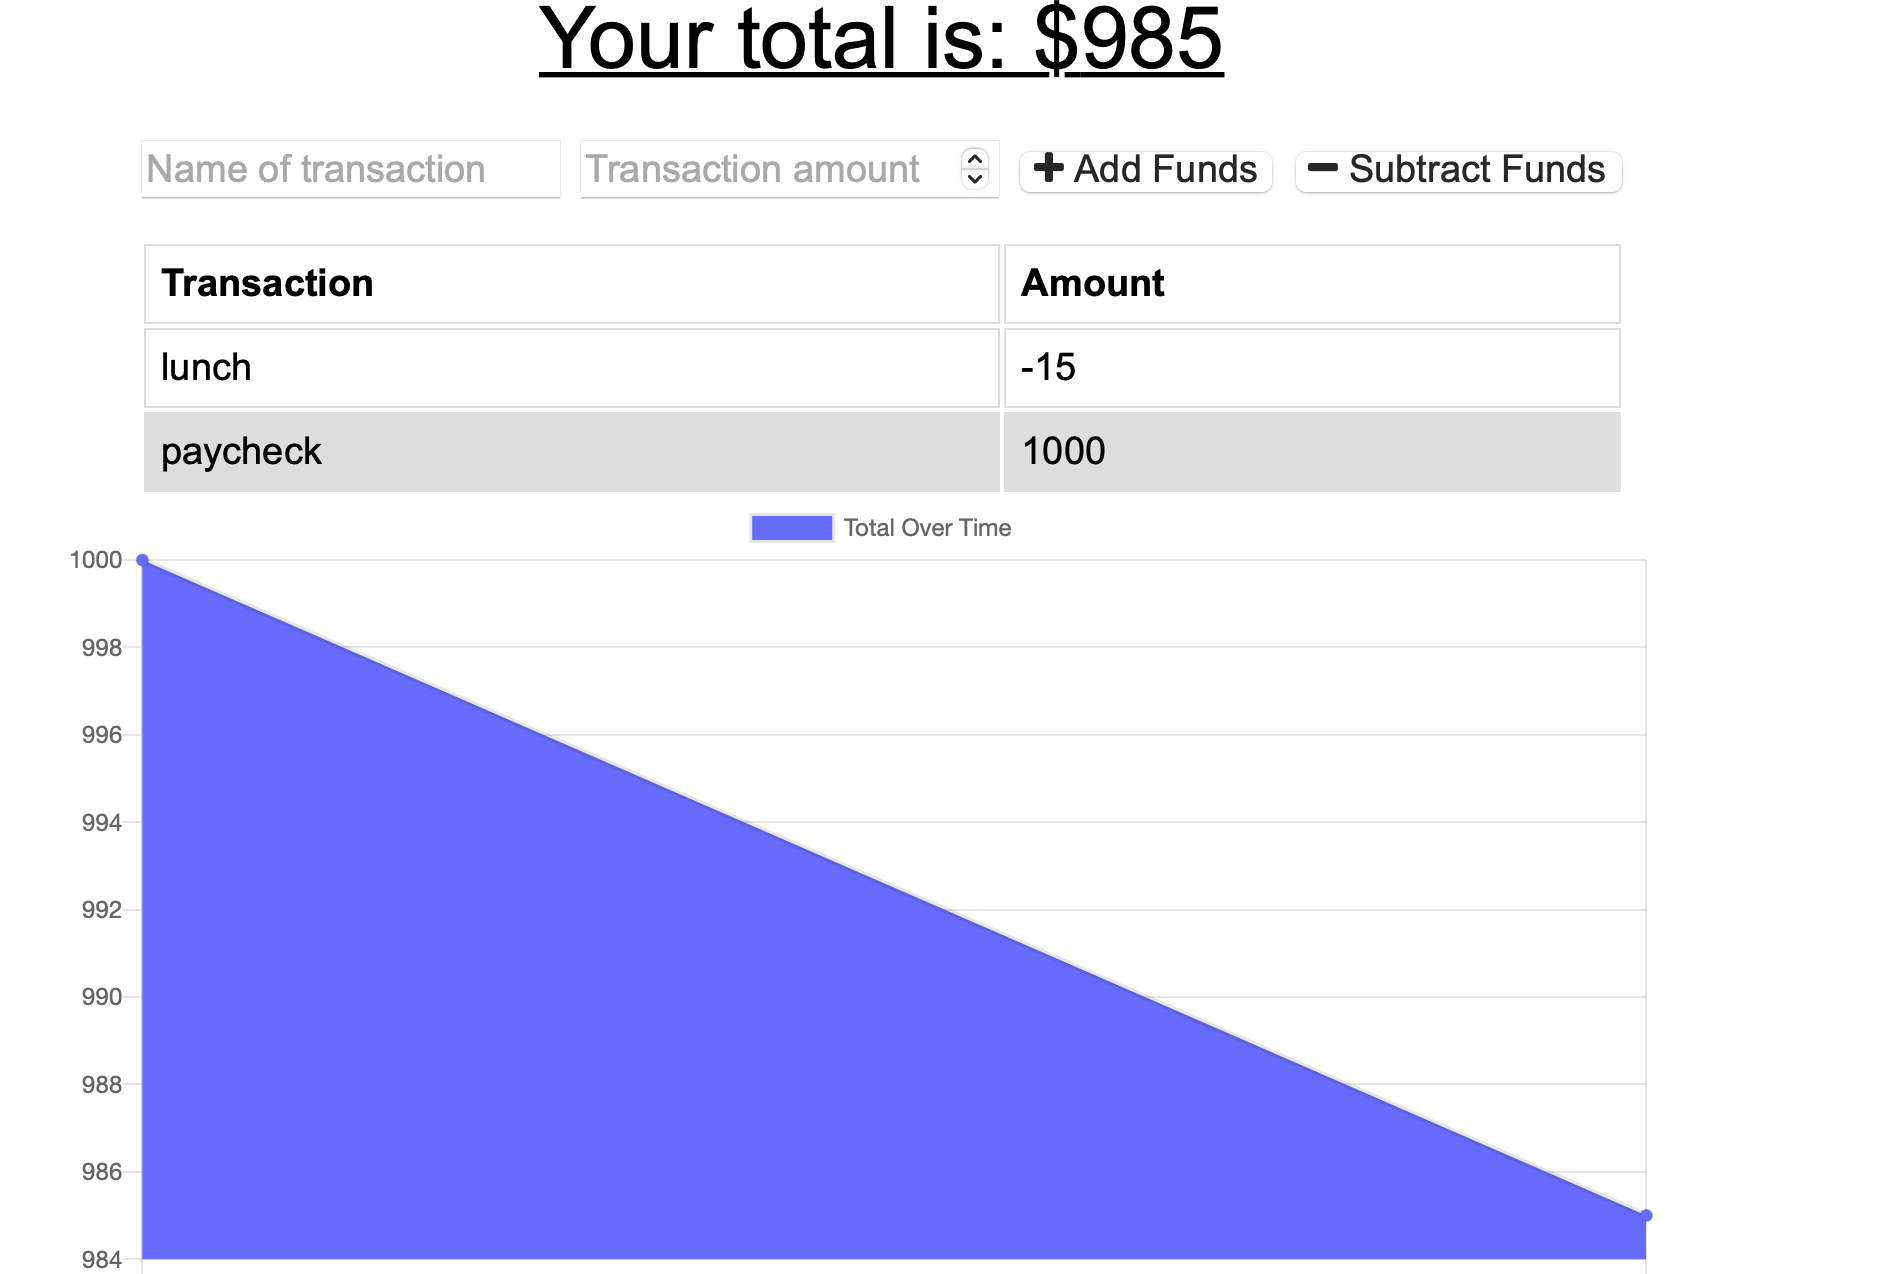 Your total is: $985
Name of transaction Transaction amount Add Funds Subtract Funds
Transaction Amount
lunch -15
paycheck 1000
Total Over Time
1000
998
996
994
992
990
988
986
984